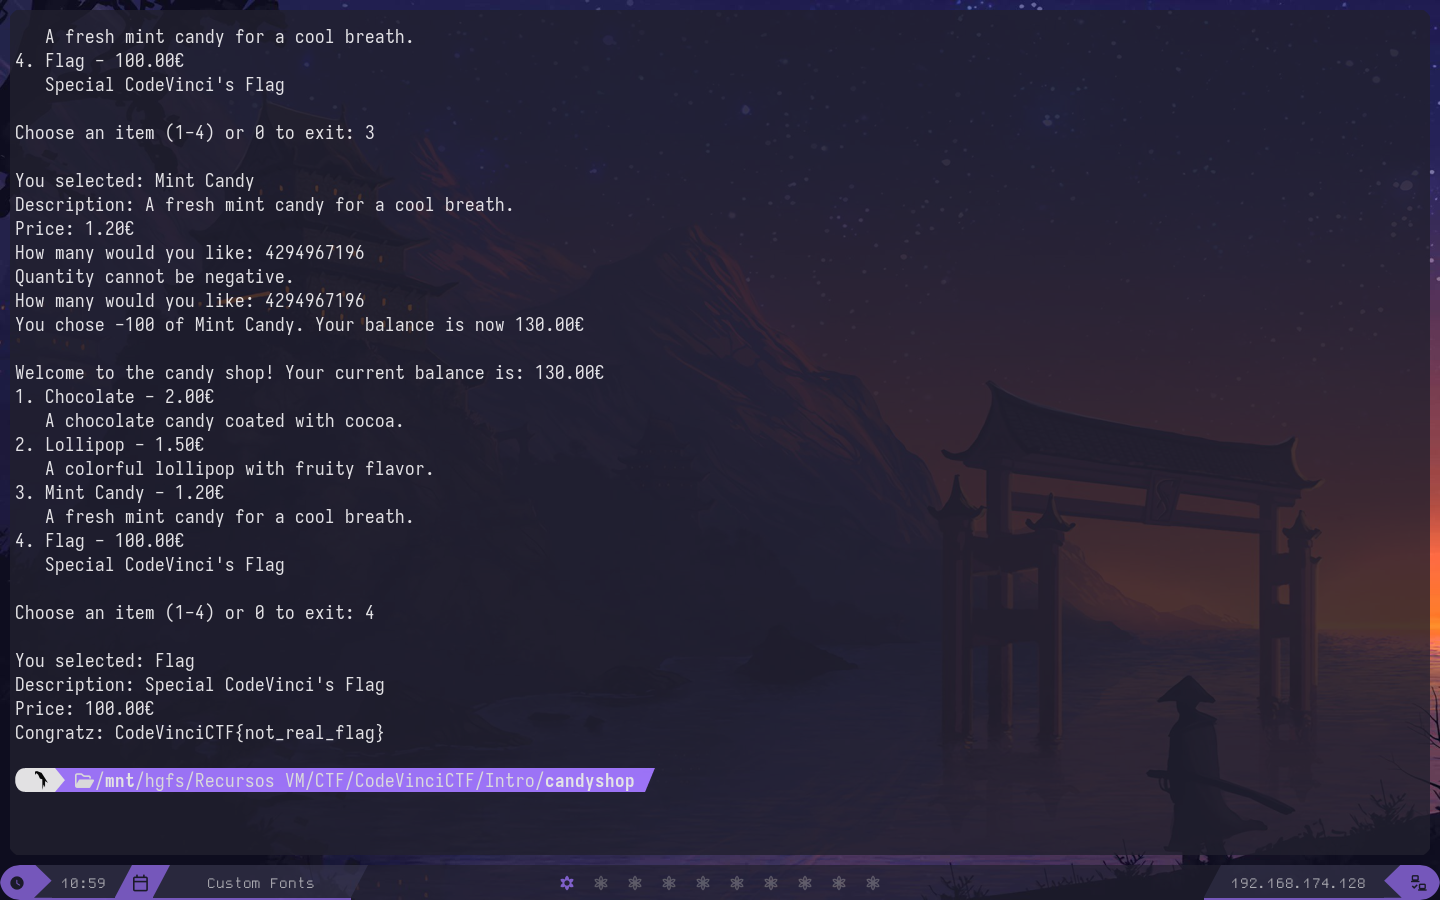 A fresh mint candy for a cool breath.
4. Flag - 100.00€
Special CodeVinci's Flag
Choose an item (1-4) or 0 to exit: 3
You selected: Mint Candy
Description: A fresh mint candy for a cool breath.
Price: 1.20€
How many would you like: 4294967196
Quantity cannot be negative.
How many would you like: 4294967196
You chose -100 of Mint Candy. Your balance is now 130.00€
Welcome to the candy shop! Your current balance is: 130.00€
1. Chocolate - 2.00€
A chocolate candy coated with cocoa.
2. Lollipop - 1.50€
A colorful lollipop with fruity flavor.
3. Mint Candy - 1.20€
A fresh mint candy for a cool breath.
4. Flag - 100.00€
Special CodeVinci's Flag
Choose an item (1-4) or 0 to exit: 4
You selected: Flag
Description: Special CodeVinci's Flag
Price: 100.00€
Congratz: CodeVinciCTF{not_real_flag}
/mnt/hgfs/Recursos VM/CTF/CodeVinciCTF/Intro/candyshop
10:59 Custom Fonts 192.168.174.128